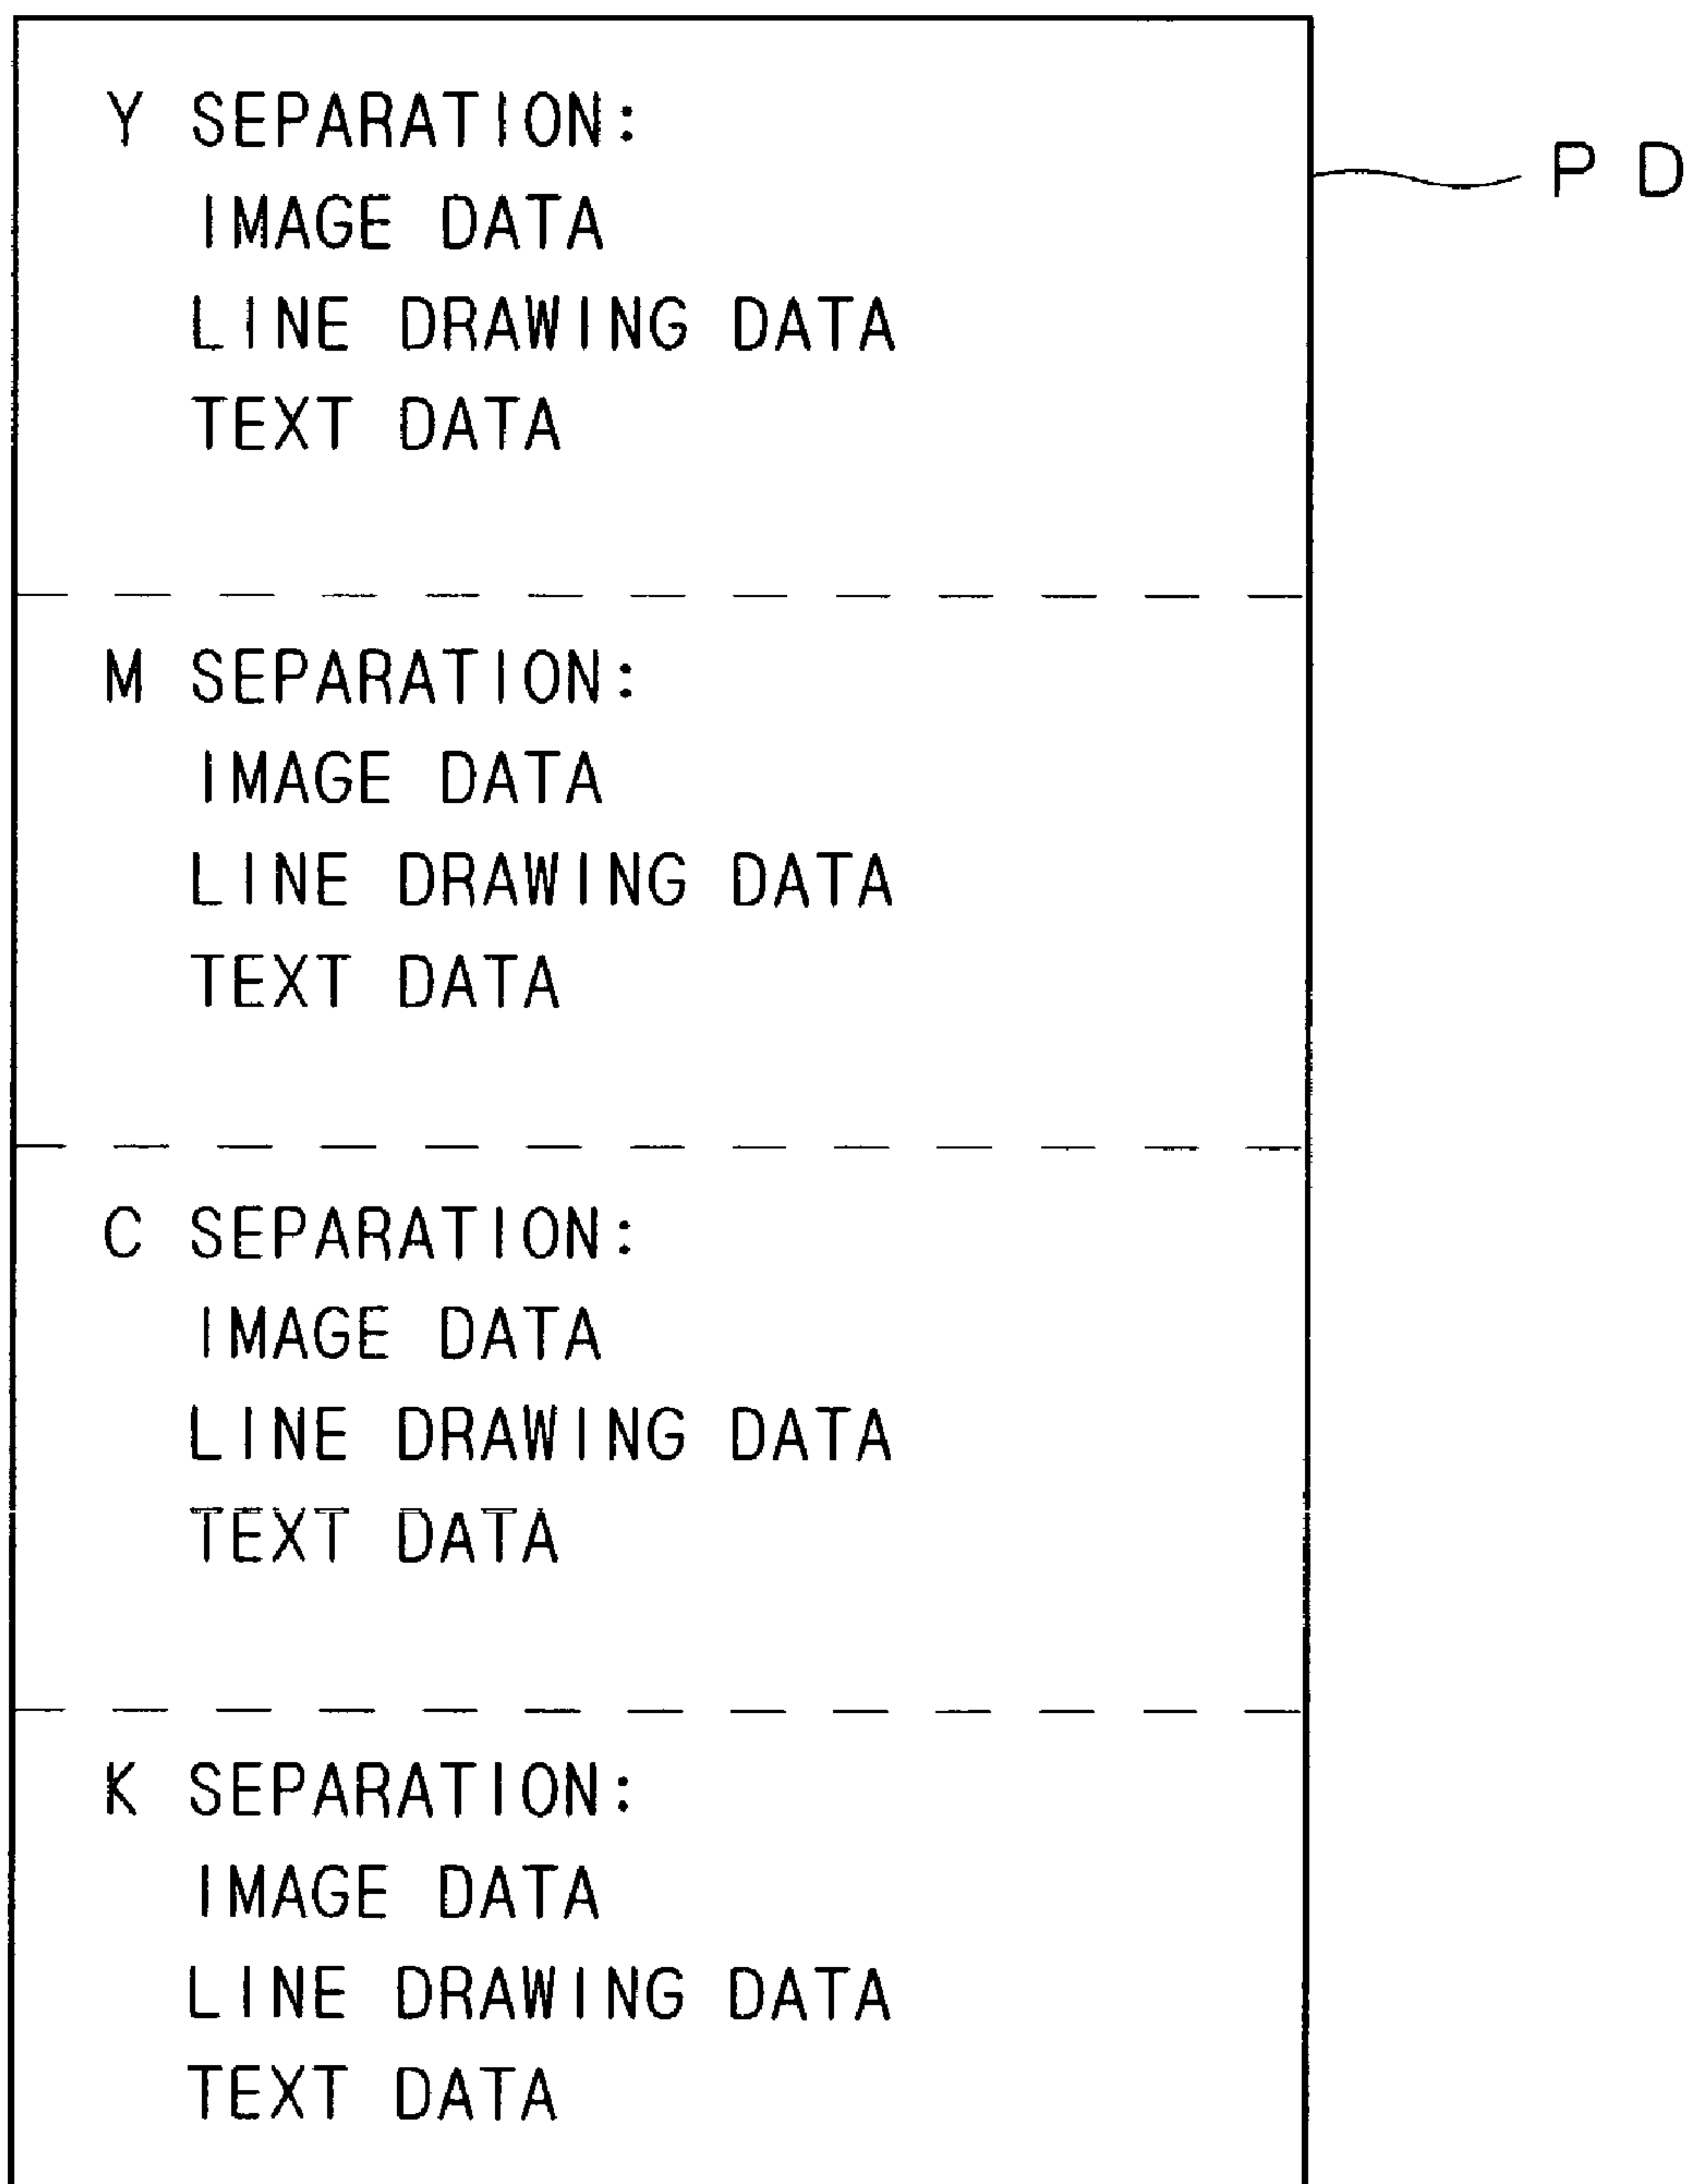 Y SEPARATION:
PD
IMAGE DATA
LINE DRAWING DATA
TEXT DATA
M SEPARATION:
IMAGE DATA
LINE DRAWING DATA
TEXT DATA
C SEPARATION:
IMAGE DATA
LINE DRAWING DATA
TEXT DATA
K SEPARATION:
IMAGE DATA
LINE DRAWING DATA
TEXT DATA